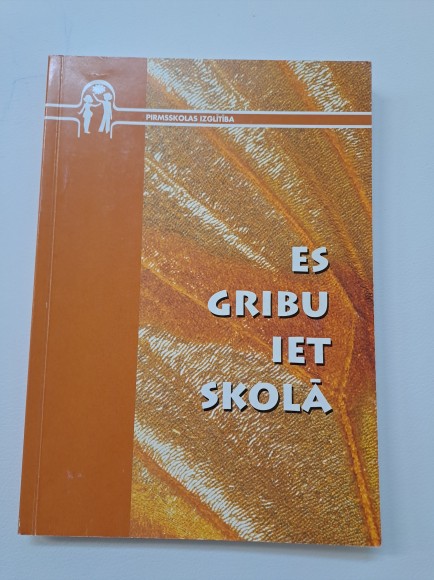 PIRMSSKOLAS IZGLĪTĪBA
ES
GRIBU
IET
SKOLĀ